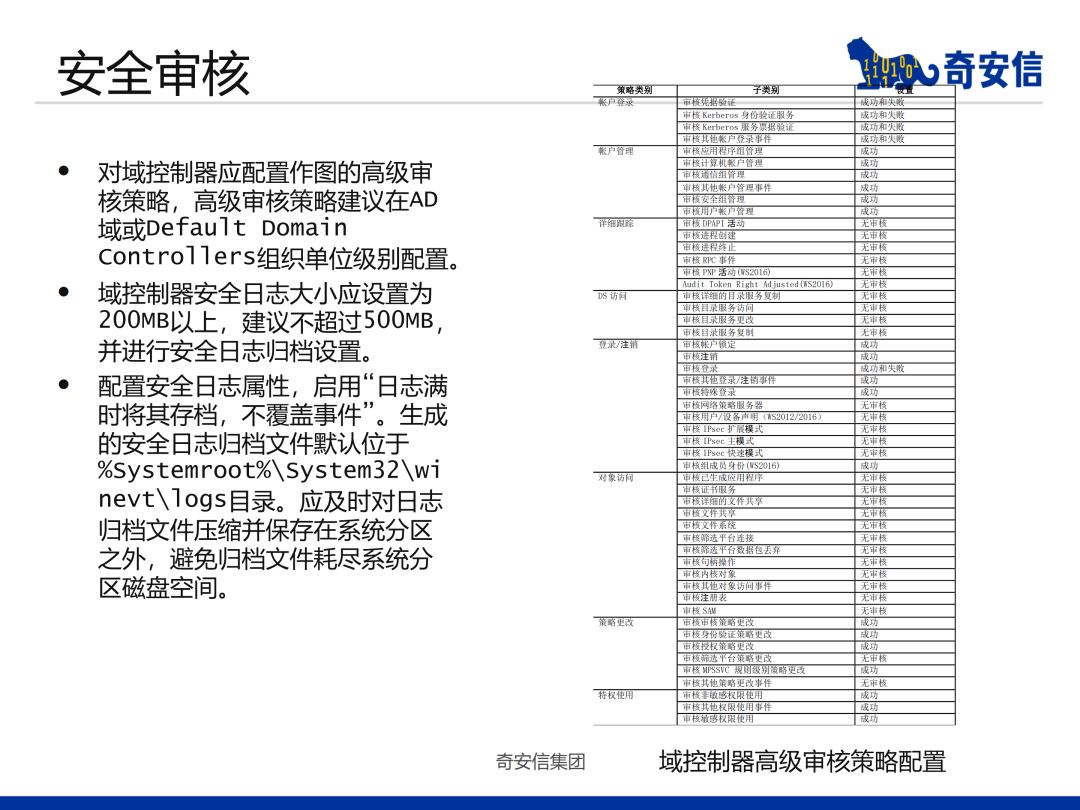 安全审核
奇安信
• 对域控制器应配置作图的高级审
核策略，高级审核策略建议在AD
域或Default Domain
Controllers组织单位级别配置。
• 域控制器安全日志大小应设置为
200MB以上，建议不超过500MB，
并进行安全日志归档设置。
• 配置安全日志属性，启用“日志满
时将其存档，不覆盖事件”。生成
的安全日志归档文件默认位于
%Systemroot%\System32\wi
nevt\logs目录。应及时对日志
归档文件压缩并保存在系统分区
之外，避免归档文件耗尽系统分
区磁盘空间。
策略类别 子类别 设置
帐户登录 审核凭据验证 成功和失败
审核 Kerberos 身份验证服务 成功和失败
审核 Kerberos 服务票据验证 成功和失败
审核其他帐户登录事件 成功和失败
帐户管理 审核应用程序组管理 成功
审核计算机帐户管理 成功
审核通信组管理 成功
审核其他帐户管理事件 成功
审核安全组管理 成功
审核用户帐户管理 成功
详细跟踪 审核 DPAPI 活动 无审核
审核进程创建 无审核
审核进程终止 无审核
审核 RPC 事件 无审核
审核 PNP 活动(WS2016) 无审核
Audit Token Right Adjusted(WS2016) 无审核
DS 访问 审核详细的目录服务复制 无审核
审核目录服务访问 无审核
审核目录服务更改 无审核
审核目录服务复制 无审核
登录/注销 审核帐户锁定 成功
审核注销 成功
审核登录 成功和失败
审核其他登录/注销事件 成功
审核特殊登录 成功
审核网络策略服务器 无审核
审核用户/设备声明（WS2012/2016） 无审核
审核 IPsec 扩展模式 无审核
审核 IPsec 主模式 无审核
审核 IPsec 快速模式 无审核
审核组成员身份(WS2016) 成功
对象访问 审核已生成应用程序 无审核
审核证书服务 无审核
审核详细的文件共享 无审核
审核文件共享 无审核
审核文件系统 无审核
审核筛选平台连接 无审核
审核筛选平台数据包丢弃 无审核
审核句柄操作 无审核
审核内核对象 无审核
审核其他对象访问事件 无审核
审核注册表 无审核
审核 SAM 无审核
策略更改 审核审核策略更改 成功
审核身份验证策略更改 成功
审核授权策略更改 成功
审核筛选平台策略更改 无审核
审核 MPSSVC 规则级别策略更改 成功
审核其他策略更改事件 无审核
特权使用 审核非敏感权限使用 成功
审核其他权限使用事件 成功
审核敏感权限使用 成功
奇安信集团
域控制器高级审核策略配置